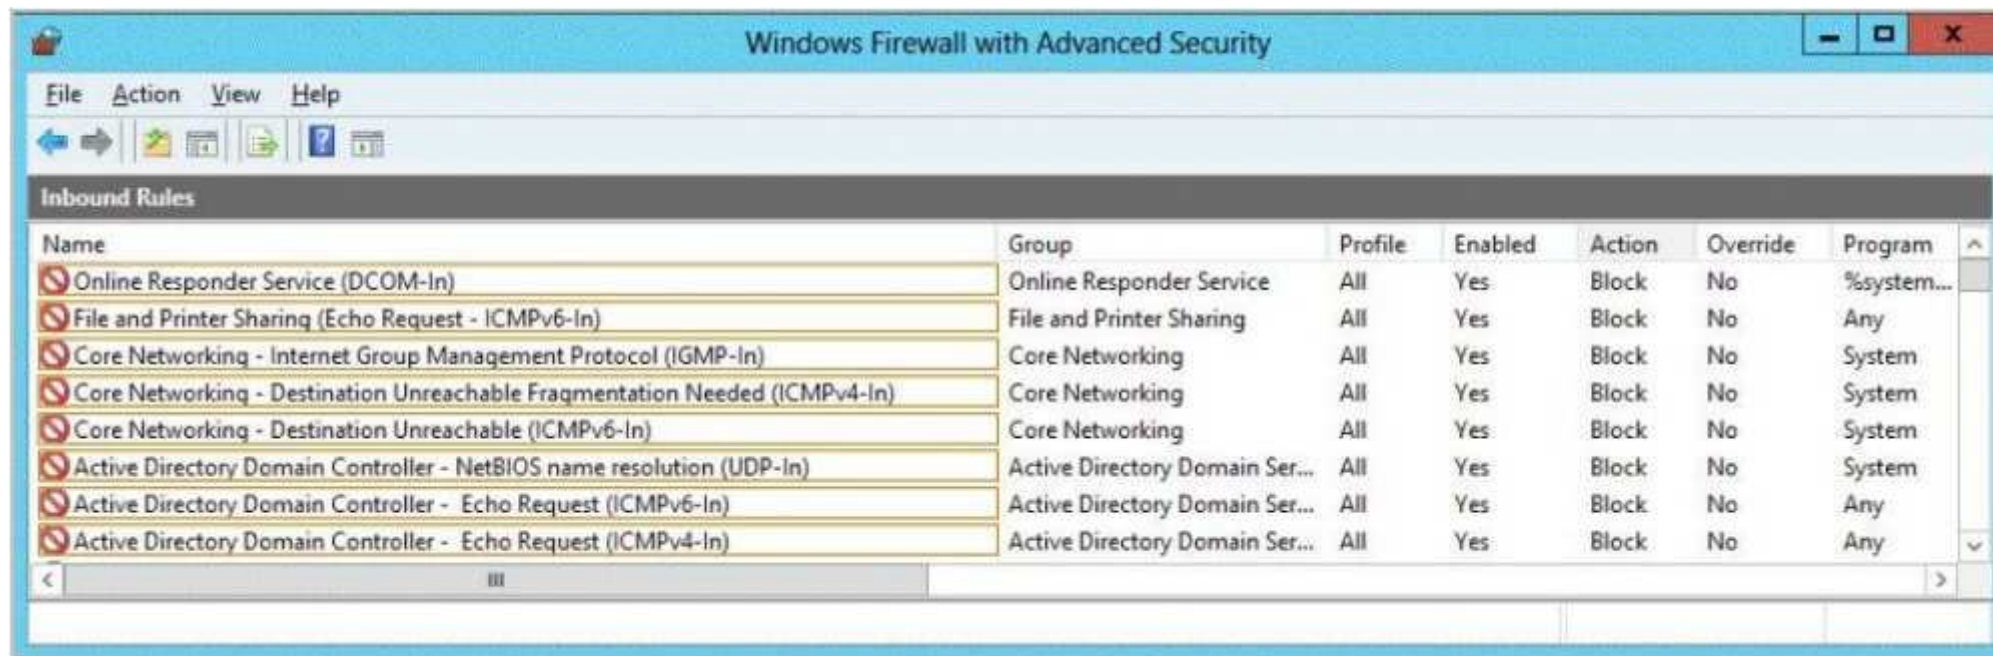 Windows Firewall with Advanced Security
File Action View Help
Inbound Rules
Name Group Profile Enabled Action Override Program
Online Responder Service (DCOM-In) Online Responder Service All Yes Block No %system...
File and Printer Sharing (Echo Request - ICMPv6-In) File and Printer Sharing All Yes Block No Any
Core Networking - Internet Group Management Protocol (IGMP-In) Core Networking All Yes Block No System
Core Networking - Destination Unreachable Fragmentation Needed (ICMPv4-In) Core Networking All Yes Block No System
Core Networking - Destination Unreachable (ICMPv6-In) Core Networking All Yes Block No System
Active Directory Domain Controller - NetBIOS name resolution (UDP-In) Active Directory Domain Ser... All Yes Block No System
Active Directory Domain Controller - Echo Request (ICMPv6-In) Active Directory Domain Ser... All Yes Block No Any
Active Directory Domain Controller - Echo Request (ICMPv4-In) Active Directory Domain Ser... All Yes Block No Any